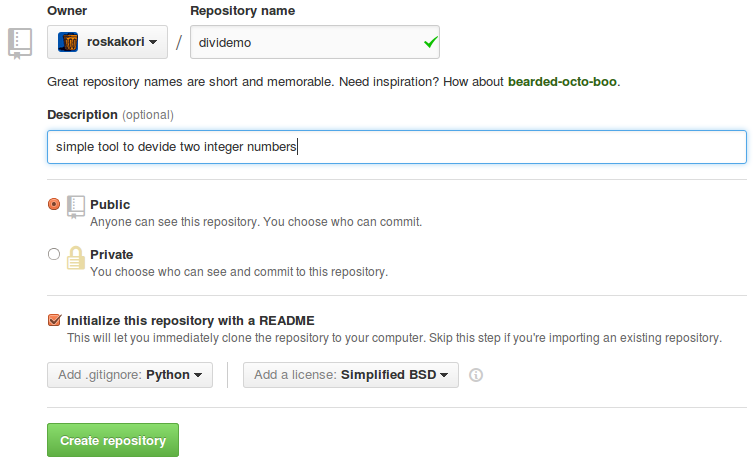 Owner Repository name
roskakori / dividemo
Great repository names are short and memorable. Need inspiration? How about bearded-octo-boo.
Description (optional)
simple tool to devide two integer numbers
Public
Anyone can see this repository. You choose who can commit.
Private
You choose who can see and commit to this repository.
Initialize this repository with a README
This will let you immediately clone the repository to your computer. Skip this step if you're importing an existing repository.
Add .gitignore: Python Add a license: Simplified BSD
Create repository